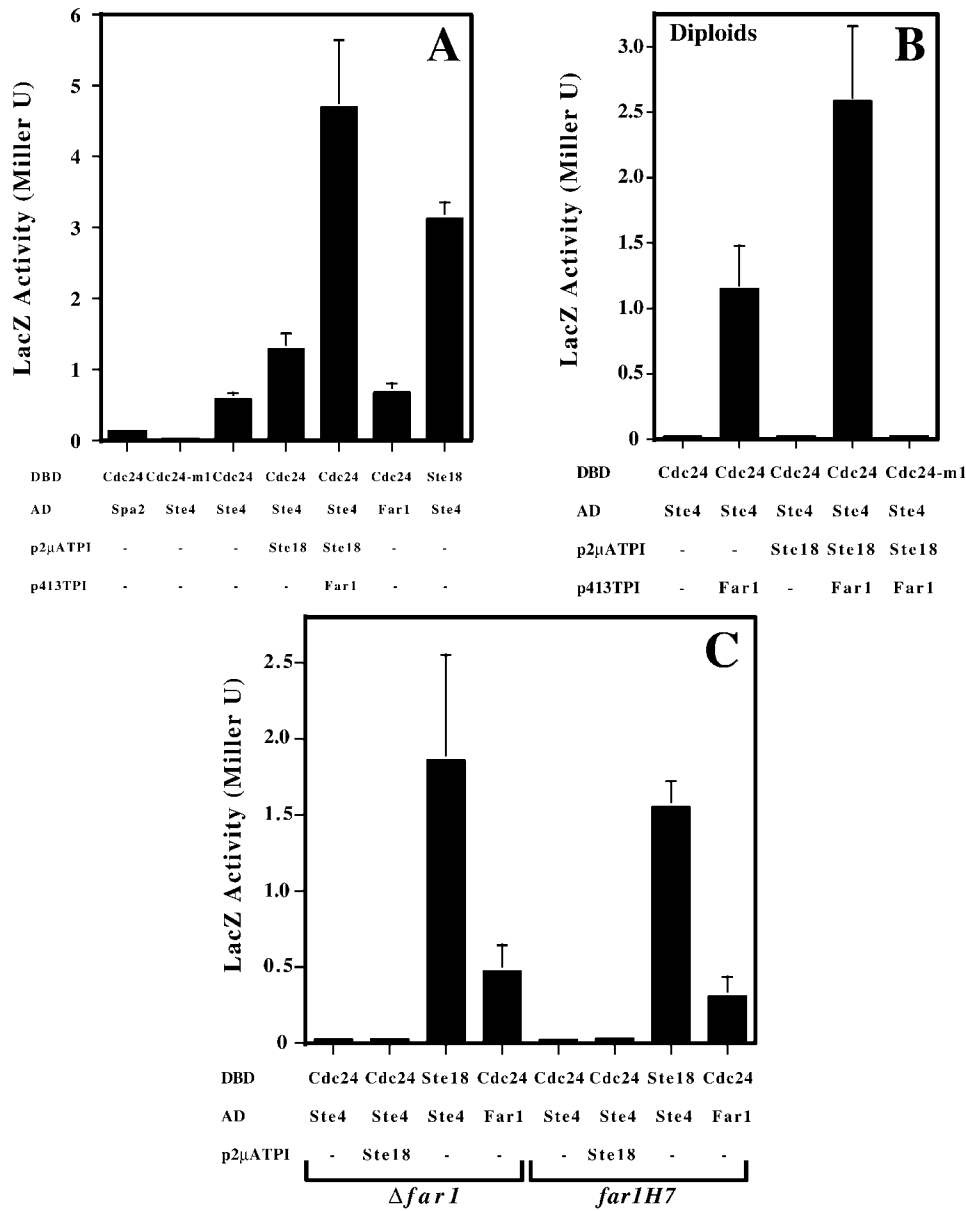 A
LacZ Activity (Miller U)
6
5
4
3
2
1
0
DBD Cdc24 Cdc24-m1 Cdc24 Cdc24 Cdc24 Cdc24 Ste18
AD Spa2 Ste4 Ste4 Ste4 Ste4 Far1 Ste4
p2µATPI - - - Ste18 Ste18 - -
p413TPI - - - - Far1 - -
Diploids B
LacZ Activity (Miller U)
3.0
2.5
2.0
1.5
1.0
0.5
0
DBD Cdc24 Cdc24 Cdc24 Cdc24 Cdc24-m1
AD Ste4 Ste4 Ste4 Ste4 Ste4
p2µATPI - - Ste18 Ste18 Ste18
p413TPI - Far1 - Far1 Far1
C
LacZ Activity (Miller U)
2.5
2.0
1.5
1.0
0.5
0
DBD Cdc24 Cdc24 Ste18 Cdc24 Cdc24 Cdc24 Ste18 Cdc24
AD Ste4 Ste4 Ste4 Far1 Ste4 Ste4 Ste4 Far1
p2µATPI - Ste18 - - - Ste18 - -
Δfar1 far1H7